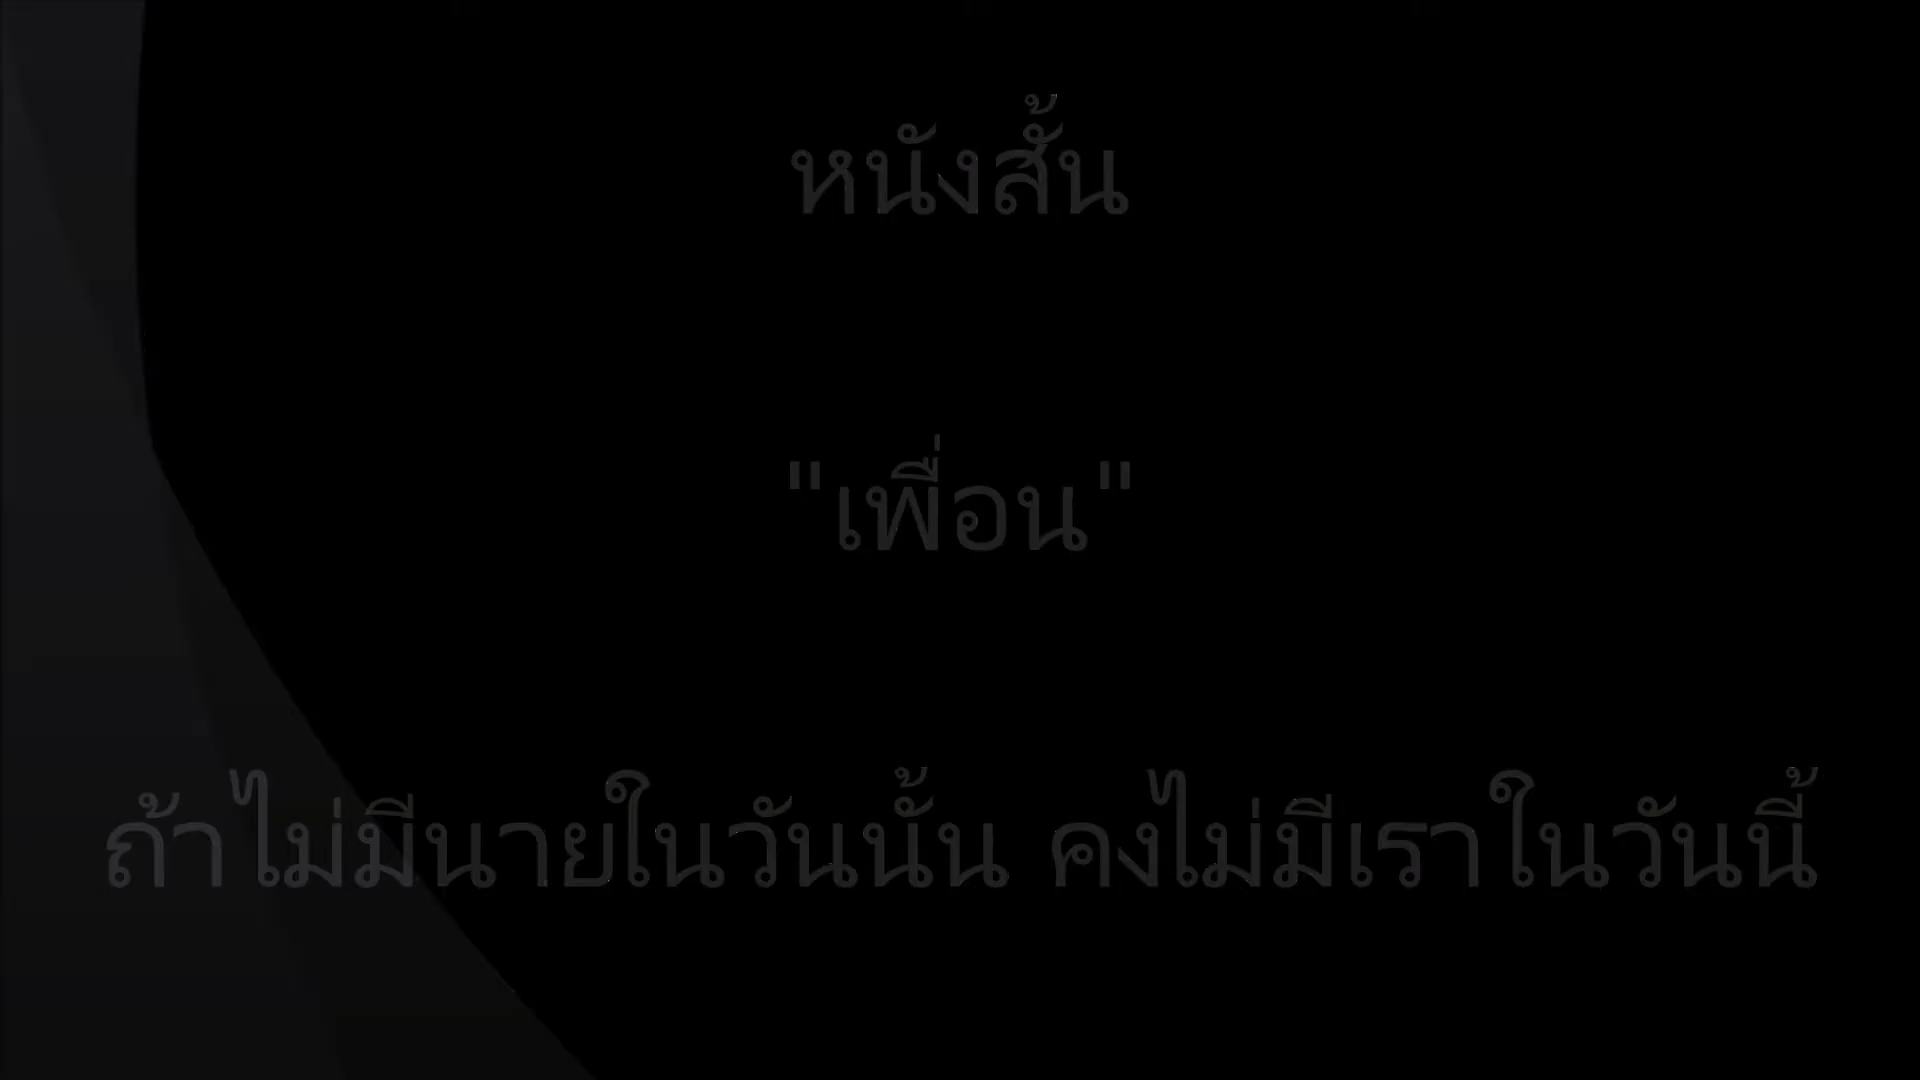 หนังสั้น
"เพื่อน"
ถ้าไม่มีนายในวันนั้น คงไม่มีเราในวันนี้